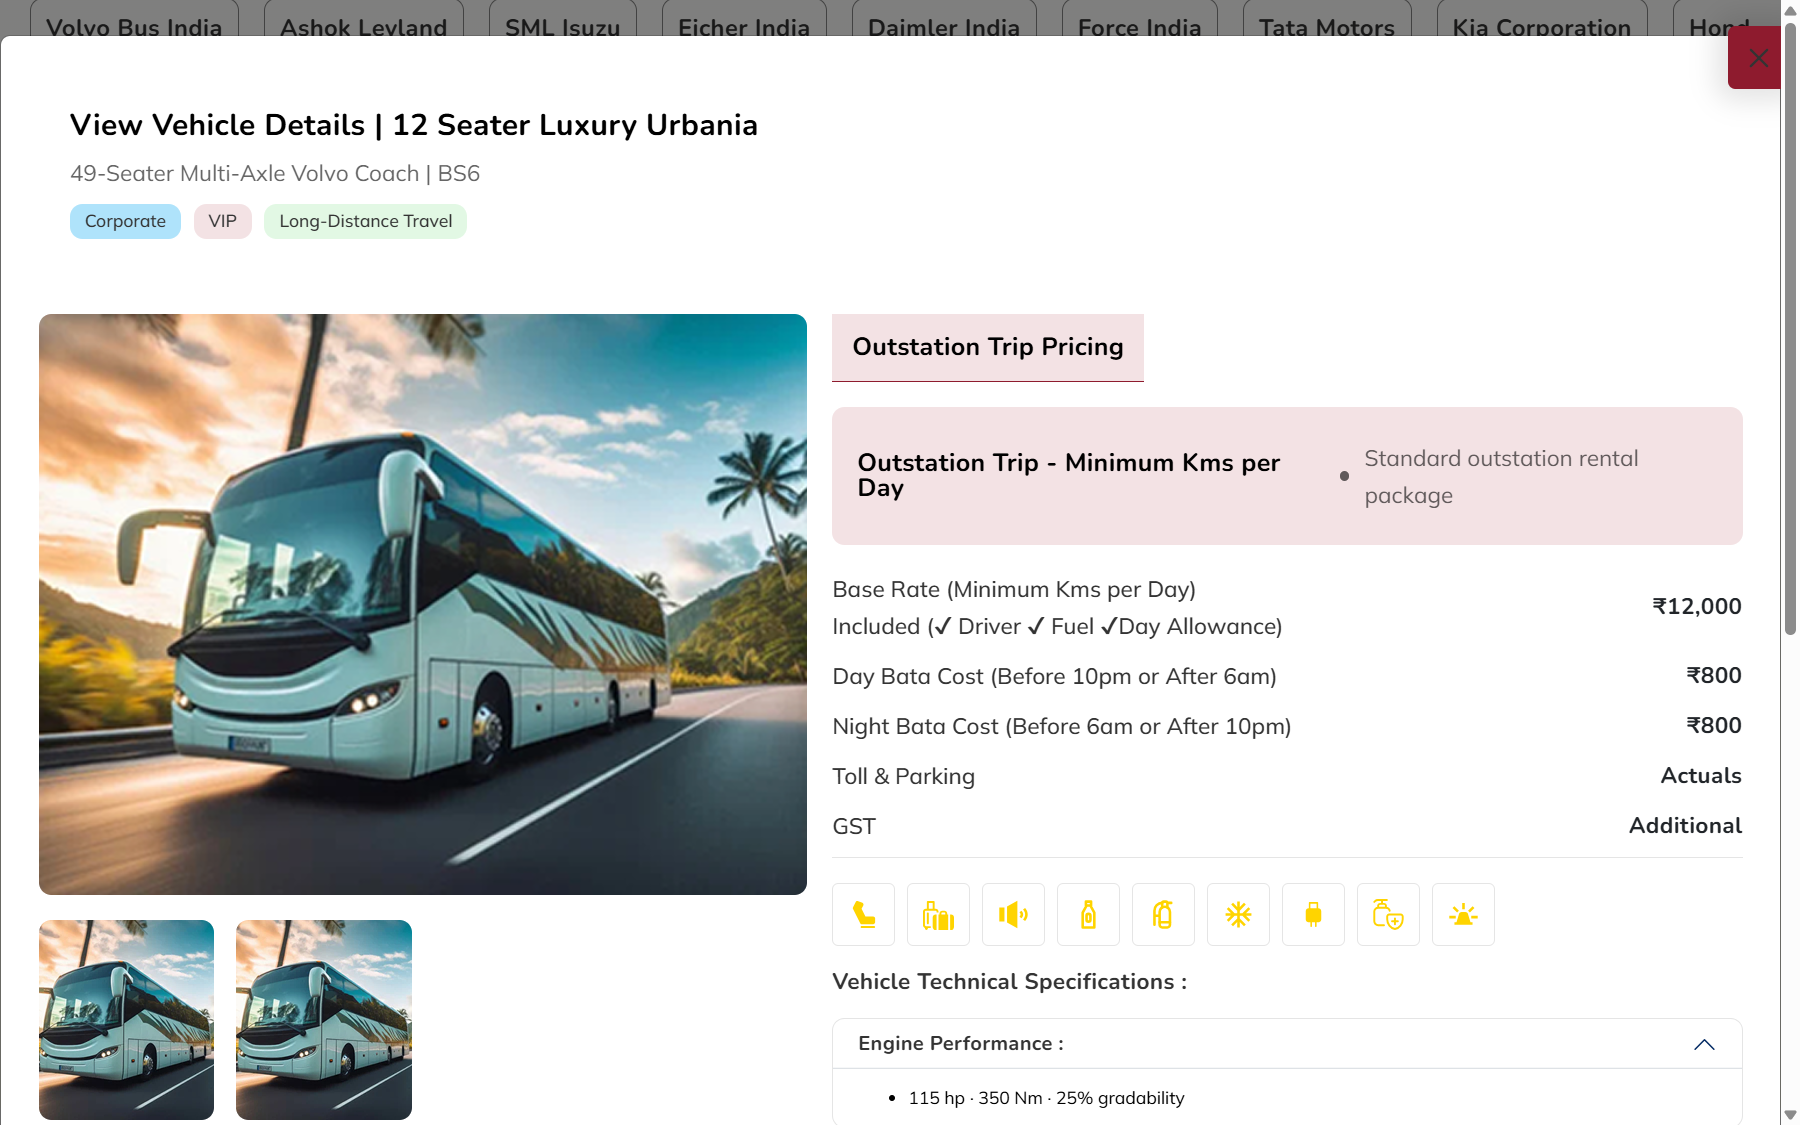 Volvo Bus India
Ashok Leyland
SML Isuzu
Eicher India
Daimler India
Force India
Tata Motors
Kia Corporation
Hond
View Vehicle Details | 12 Seater Luxury Urbania
49-Seater Multi-Axle Volvo Coach | BS6
Corporate
VIP
Long-Distance Travel
Outstation Trip Pricing
Outstation Trip - Minimum Kms per
Day
• Standard outstation rental
package
Base Rate (Minimum Kms per Day)
Included (✓ Driver ✓ Fuel ✓Day Allowance)
₹12,000
Day Bata Cost (Before 10pm or After 6am)
₹800
Night Bata Cost (Before 6am or After 10pm)
₹800
Toll & Parking
Actuals
GST
Additional
Vehicle Technical Specifications :
Engine Performance :
• 115 hp · 350 Nm · 25% gradability